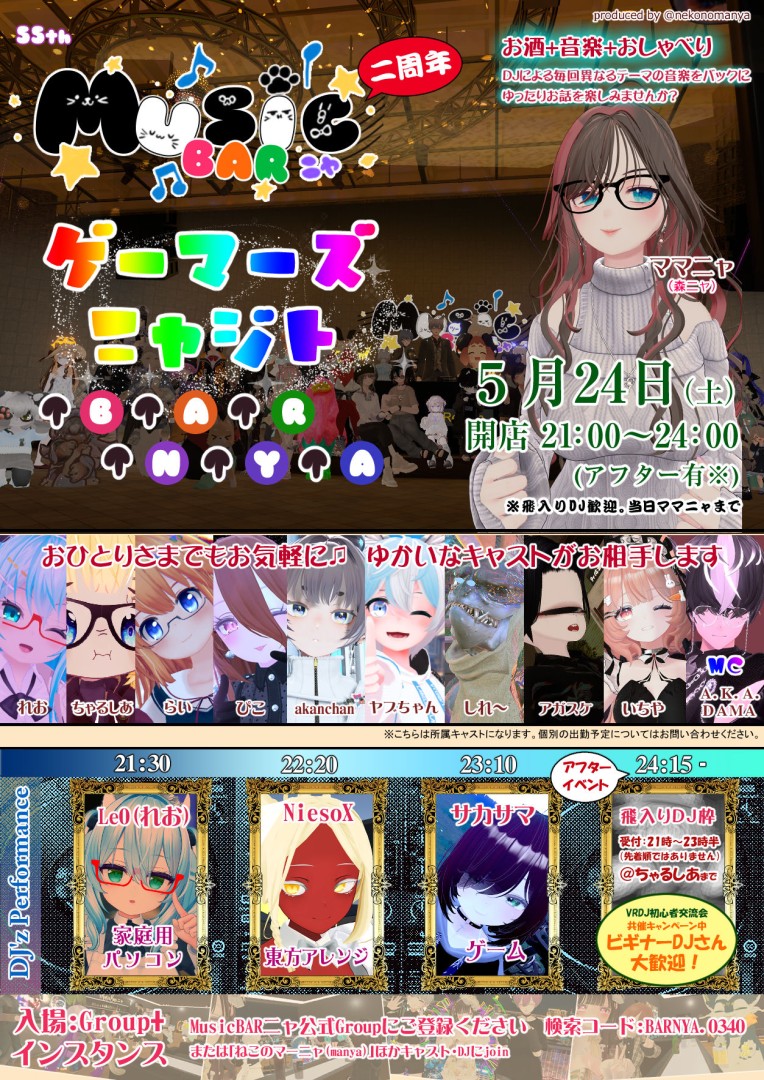 produced by @nekonomanya
55th
Music
BAR ニャ
二周年
お酒+音楽+おしゃべり
DJによる毎回異なるテーマの音楽をバックに
ゆったりお話を楽しみませんか？
ゲーマーズ
ニャジト
BAR
NYA
ママニャ
(森ニャ)
5月24日(土)
開店 21:00～24:00
(アフター有※)
※飛入りDJ歓迎。当日ママニャまで
おひとりさまでもお気軽に♫ ゆかいなキャストがお相手します
れお
ちゃるしあ
らい
ぴこ
akanchan
ヤブちゃん
しれ～
アガスケ
いちや
MC
A.K.A.
DAMA
※こちらは所属キャストになります。個別の出勤予定についてはお問い合わせください。
DJ'z Performance
21:30
LeO(れお)
家庭用
パソコン
22:20
NiesoX
東方アレンジ
23:10
サカサマ
ゲーム
アフター
イベント
24:15 -
飛入りDJ枠
受付：21時～23時半
(先着順ではありません)
@ちゃるしあまで
VRDJ初心者交流会
共催キャンペーン中
ビギナーDJさん
大歓迎！
入場:Group+
インスタンス
MusicBARニャ公式Groupにご登録ください 検索コード:BARNYA.0340
または「ねこのマーニャ(manya)」ほかキャスト・DJにjoin